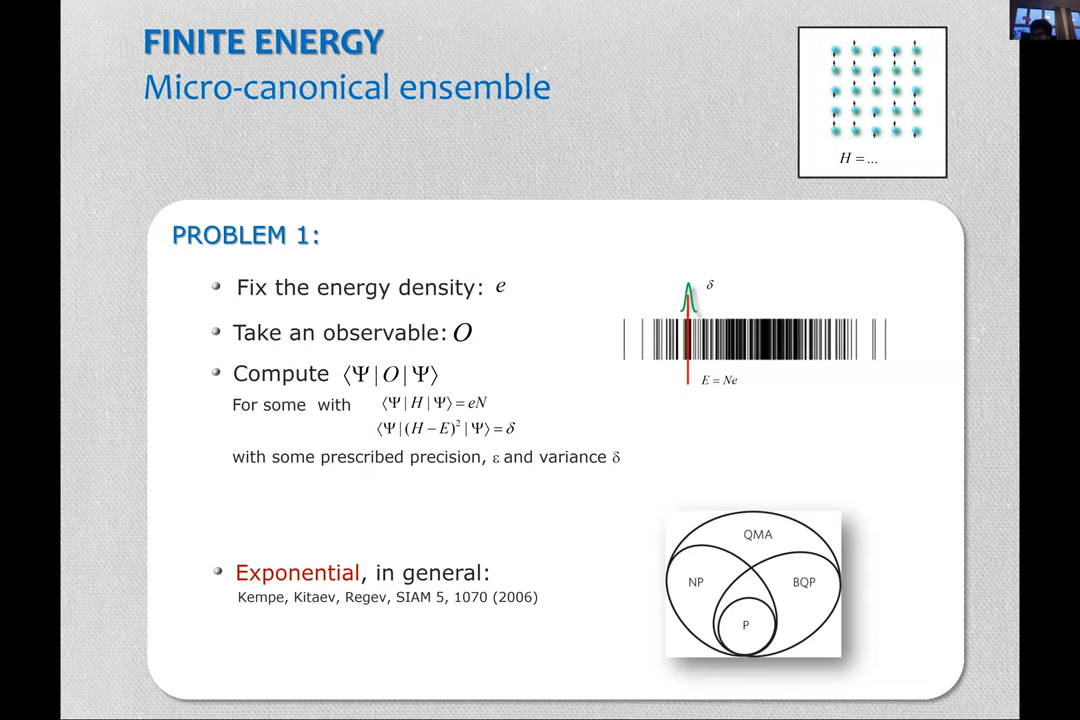 FINITE ENERGY
Micro-canonical ensemble
H = ...
PROBLEM 1:
Fix the energy density: e
δ
Take an observable: O
Compute ⟨Ψ | O | Ψ⟩
E = Ne
For some with ⟨Ψ | H | Ψ⟩ = eN
⟨Ψ | (H − E)² | Ψ⟩ = δ
with some prescribed precision, ε and variance δ
QMA
NP
BQP
P
Exponential, in general:
Kempe, Kitaev, Regev, SIAM 5, 1070 (2006)